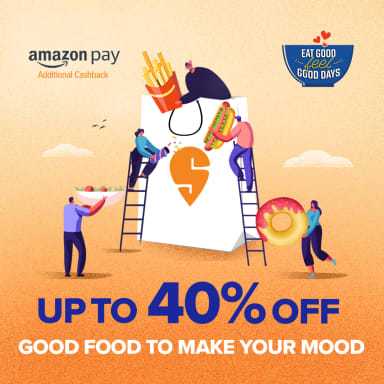 amazon pay
Additional Cashback
EAT GOOD
feel
GOOD DAYS
UP TO 40% OFF
GOOD FOOD TO MAKE YOUR MOOD